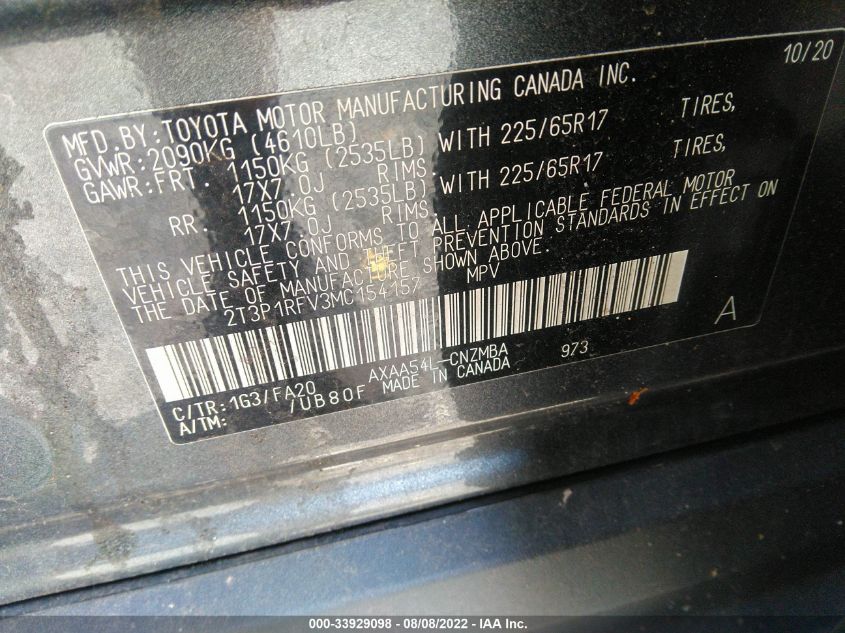 10/20
MFD. BY: TOYOTA MOTOR MANUFACTURING CANADA INC.
GVWR: 2090KG (4610LB)
GAWR: FRT. 1150KG (2535LB) WITH 225/65R17 TIRES,
17X7.0J RIMS.
RR. 1150KG (2535LB) WITH 225/65R17 TIRES,
17X7.0J RIMS.
THIS VEHICLE CONFORMS TO ALL APPLICABLE FEDERAL MOTOR
VEHICLE SAFETY AND THEFT PREVENTION STANDARDS IN EFFECT ON
THE DATE OF MANUFACTURE SHOWN ABOVE.
2T3P1RFV3MC154157 MPV
A
C/TR: 1G3/FA20 AXAA54L-CNZMBA 973
A/TM: /UB80F MADE IN CANADA
000-33929098 - 08/08/2022 - IAA Inc.